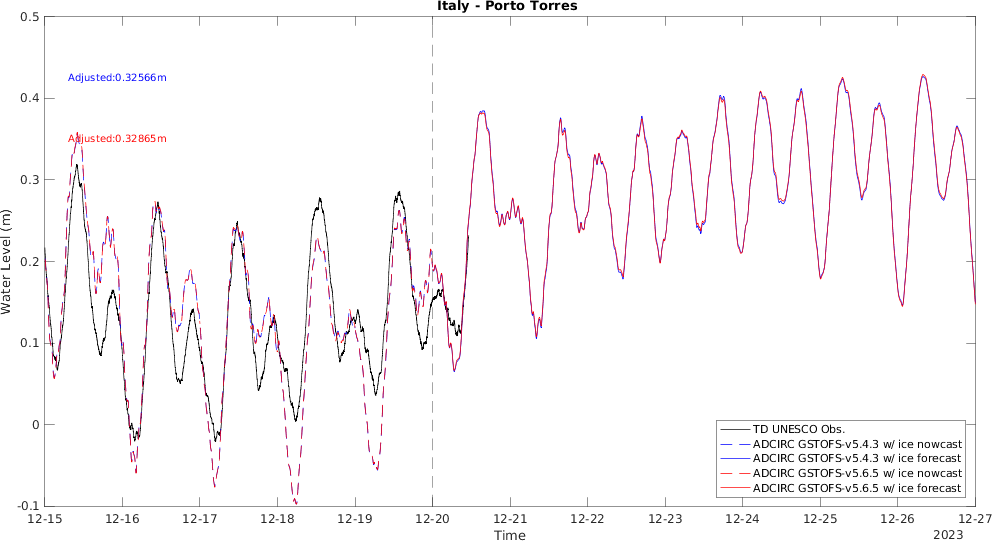 Italy - Porto Torres
0.5
0.4
0.3
0.2
0.1
0
-0.1
Water Level (m)
Adjusted:0.32566m
Adjusted:0.32865m
TD UNESCO Obs.
ADCIRC GSTOFS-v5.4.3 w/ ice nowcast
ADCIRC GSTOFS-v5.4.3 w/ ice forecast
ADCIRC GSTOFS-v5.6.5 w/ ice nowcast
ADCIRC GSTOFS-v5.6.5 w/ ice forecast
12-15 12-16 12-17 12-18 12-19 12-20 12-21 12-22 12-23 12-24 12-25 12-26 12-27
Time
2023